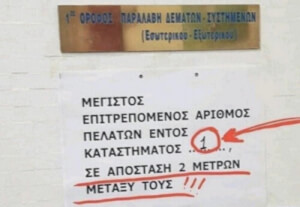 1ος ΟΡΟΦΟΣ ΠΑΡΑΛΑΒΗ ΔΕΜΑΤΩΝ-ΣΥΣΤΗΜΕΝΩΝ
(Εσωτερικού - Εξωτερικού)
ΜΕΓΙΣΤΟΣ
ΕΠΙΤΡΕΠΟΜΕΝΟΣ ΑΡΙΘΜΟΣ
ΠΕΛΑΤΩΝ ΕΝΤΟΣ
ΚΑΤΑΣΤΗΜΑΤΟΣ ..1...,
ΣΕ ΑΠΟΣΤΑΣΗ 2 ΜΕΤΡΩΝ
ΜΕΤΑΞΥ ΤΟΥΣ !!!